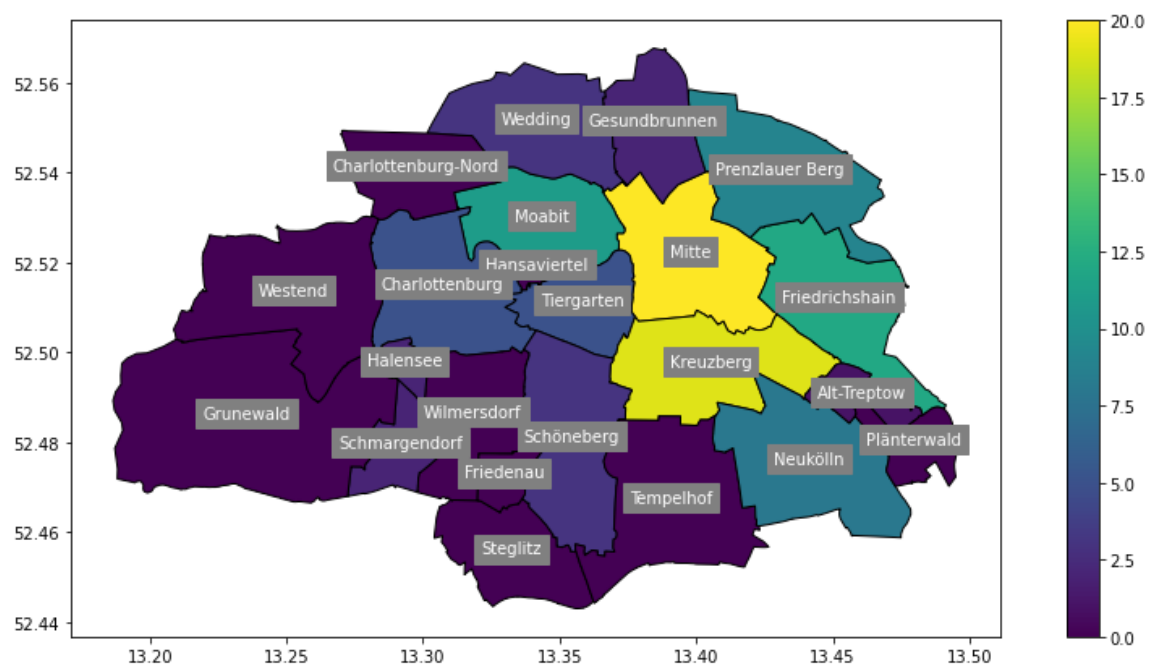 20.0
52.56
Wedding
Gesundbrunnen
17.5
52.54
Charlottenburg-Nord
Prenzlauer Berg
15.0
Moabit
Mitte
52.52
Hansaviertel
12.5
Charlottenburg
Westend
Tiergarten
Friedrichshain
10.0
52.50
Halensee
Kreuzberg
Alt-Treptow
7.5
Grunewald
Wilmersdorf
52.48
Schmargendorf
Schöneberg
Plänterwald
Neukölln
Friedenau
5.0
Tempelhof
52.46
Steglitz
2.5
52.44
0.0
13.20 13.25 13.30 13.35 13.40 13.45 13.50